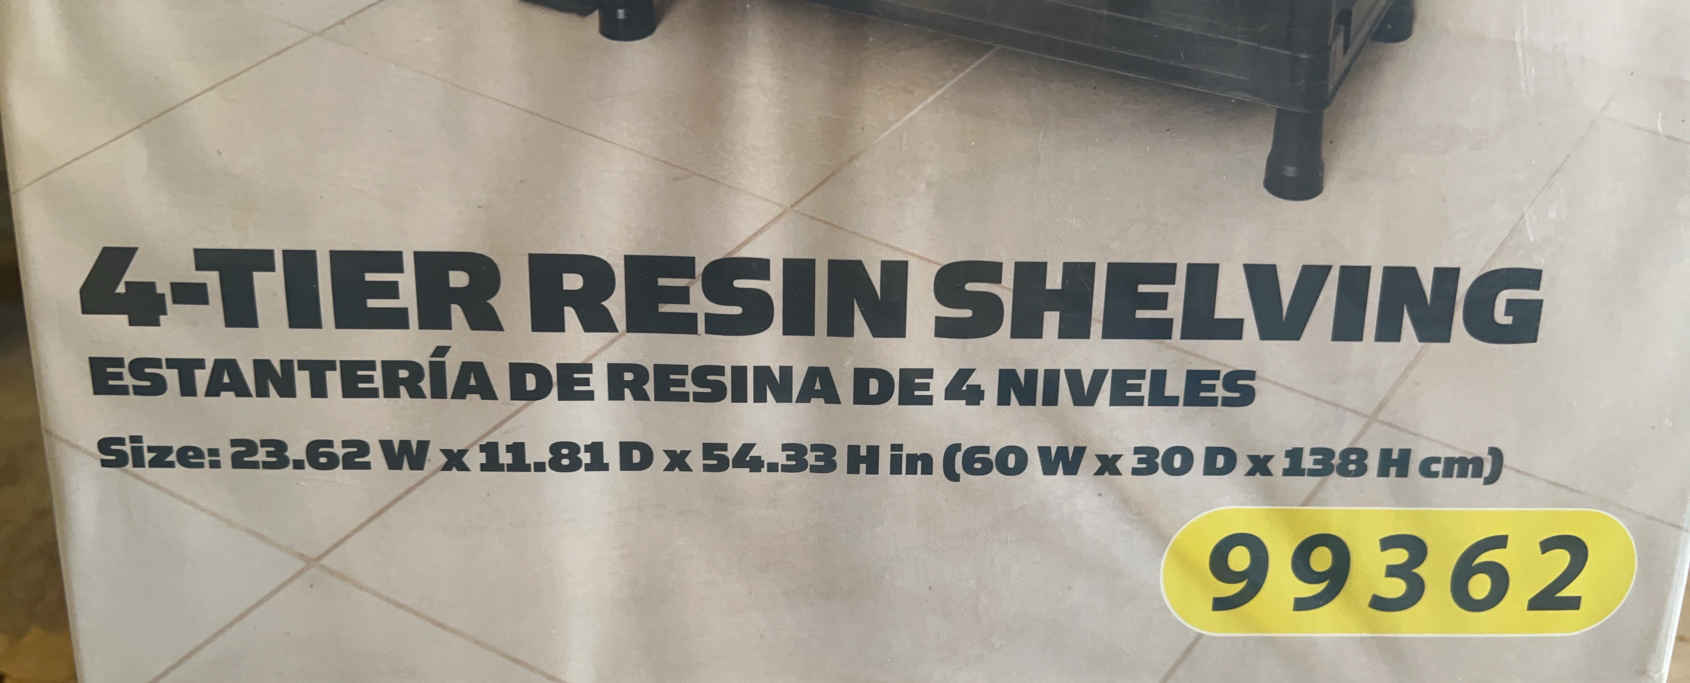 4-TIER RESIN SHELVING
ESTANTERÍA DE RESINA DE 4 NIVELES
Size: 23.62 W x 11.81 D x 54.33 H in (60 W x 30 D x 138 H cm)
99362